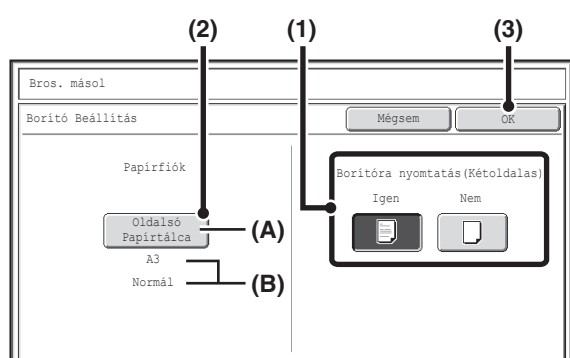 (2) (1) (3)
Bros. másol
Borító Beállítás Mégsem OK
Papírfiók
Borítóra nyomtatás(Kétoldalas)
Igen Nem
Oldalsó
Papírtálca
(A)
A3
Normál
(B)